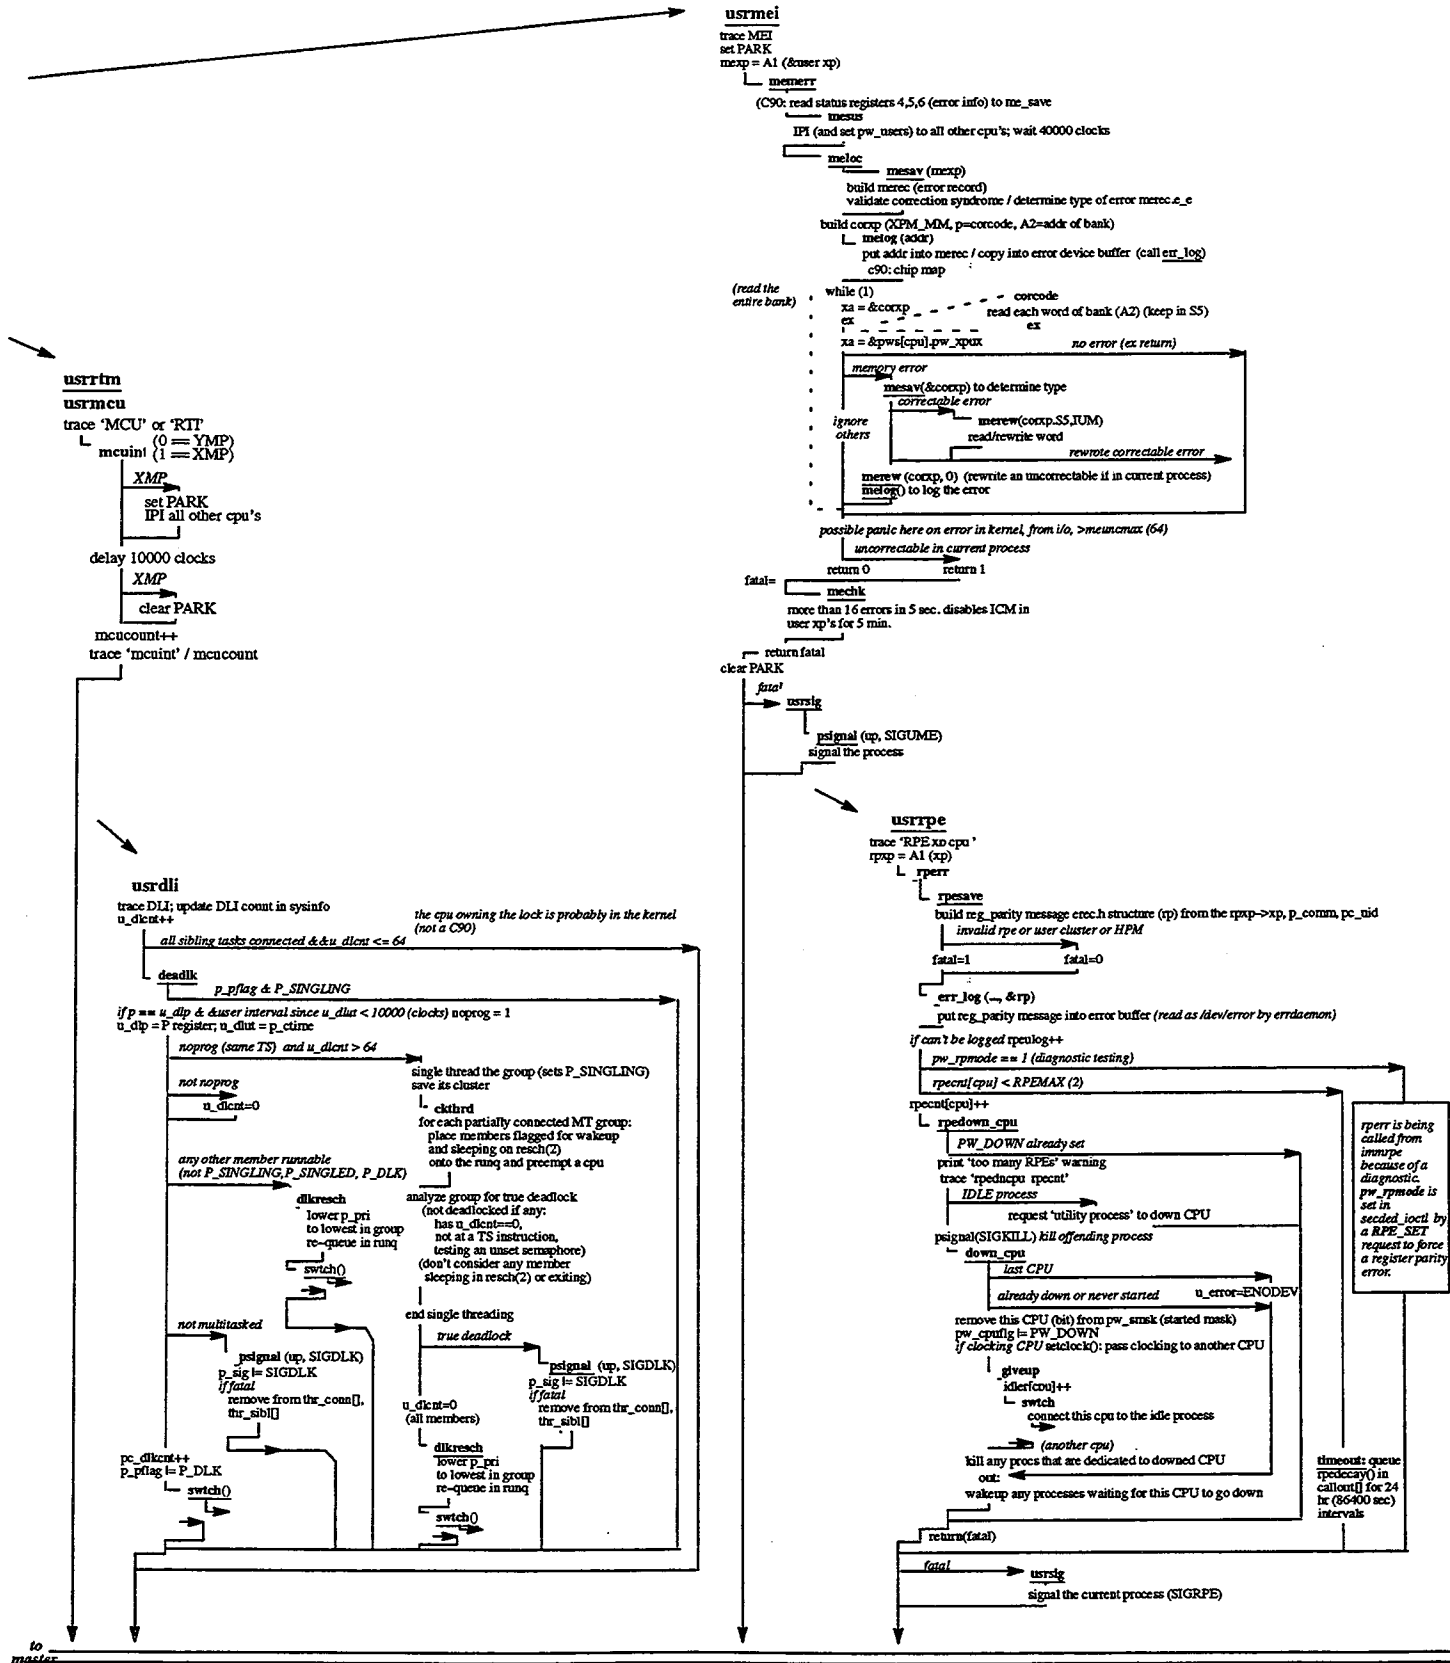 usrmei
trace MEI
set PARK
mexp = A1 (&user xp)
memerr
(C90: read status registers 4,5,6 (error info) to me_save
mesus
IPI (and set pw_users) to all other cpu's; wait 40000 clocks
meloc
mesav (mexp)
build merec (error record)
validate correction syndrome / determine type of error merec.e_e
build corxp (XPM_MM, p=corcode, A2=addr of bank)
melog (addr)
put addr into merec / copy into error device buffer (call err_log)
c90: chip map
(read the
entire bank)
while (1)
xa = &corxp
ex
corcode
read each word of bank (A2) (keep in S5)
ex
xa = &pws[cpu].pw_xpux
no error (ex return)
memory error
mesav(&corxp) to determine type
correctable error
ignore
others
merew(corxp.S5,IUM)
read/rewrite word
rewrote correctable error
merew (corxp, 0) (rewrite an uncorrectable if in current process)
melog() to log the error
possible panic here on error in kernel, from i/o, >meuncmax (64)
uncorrectable in current process
return 0
return 1
fatal=
mechk
more than 16 errors in 5 sec. disables ICM in
user xp's for 5 min.
return fatal
clear PARK
fatal
usrsig
psignal (up, SIGUME)
signal the process
usrrtm
usrmcu
trace 'MCU' or 'RTI'
mcuint
(0 == YMP)
(1 == XMP)
XMP
set PARK
IPI all other cpu's
delay 10000 clocks
XMP
clear PARK
mcucount++
trace 'mcuint' / mcucount
usrdli
trace DLI; update DLI count in sysinfo
u_dlcnt++
the cpu owning the lock is probably in the kernel
(not a C90)
all sibling tasks connected && u_dlcnt <= 64
deadlk
p_pflag & P_SINGLING
if p == u_dlp & &user interval since u_dlut < 10000 (clocks) noprog = 1
u_dlp = P register; u_dlut = p_ctime
noprog (same TS) and u_dlcnt > 64
single thread the group (sets P_SINGLING)
save its cluster
not noprog
u_dlcnt=0
ckthrd
for each partially connected MT group:
place members flagged for wakeup
and sleeping on resch(2)
onto the runq and preempt a cpu
any other member runnable
(not P_SINGLING, P_SINGLED, P_DLK)
dlkresch
lower p_pri
to lowest in group
re-queue in runq
swtch()
analyze group for true deadlock
(not deadlocked if any:
has u_dlcnt==0,
not at a TS instruction,
testing an unset semaphore)
(don't consider any member
sleeping in resch(2) or exiting)
end single threading
not multitasked
psignal (up, SIGDLK)
p_sig |= SIGDLK
if fatal
remove from thr_conn[],
thr_sibl[]
true deadlock
psignal (up, SIGDLK)
p_sig |= SIGDLK
if fatal
remove from thr_conn[],
thr_sibl[]
u_dlcnt=0
(all members)
dlkresch
lower p_pri
to lowest in group
re-queue in runq
swtch()
pc_dlkcnt++
p_pflag |= P_DLK
swtch()
usrrpe
trace 'RPE xp cpu '
rpxp = A1 (xp)
rperr
rpesave
build reg_parity message erec.h structure (rp) from the rpxp->xp, p_comm, pc_uid
invalid rpe or user cluster or HPM
fatal=1
fatal=0
err_log (..., &rp)
put reg_parity message into error buffer (read as /dev/error by errdaemon)
if can't be logged rpeulog++
pw_rpmode == 1 (diagnostic testing)
rpecnt[cpu] < RPEMAX (2)
rpecnt[cpu]++
rpedown_cpu
PW_DOWN already set
print 'too many RPEs' warning
trace 'rpedncpu rpecnt'
IDLE process
request 'utility process' to down CPU
psignal(SIGKILL) kill offending process
down_cpu
last CPU
u_error=ENODEV
already down or never started
remove this CPU (bit) from pw_smsk (started mask)
pw_cpuflg |= PW_DOWN
if clocking CPU setclock(): pass clocking to another CPU
giveup
idler[cpu]++
swtch
connect this cpu to the idle process
(another cpu)
kill any procs that are dedicated to downed CPU
out:
wakeup any processes waiting for this CPU to go down
return(fatal)
rperr is being
called from
immrpe
because of a
diagnostic.
pw_rpmode is
set in
secded_ioctl by
a RPE_SET
request to force
a register parity
error.
timeout: queue
rpedecay() in
callout[] for 24
hr (86400 sec)
intervals
fatal
usrsig
signal the current process (SIGRPE)
to
master